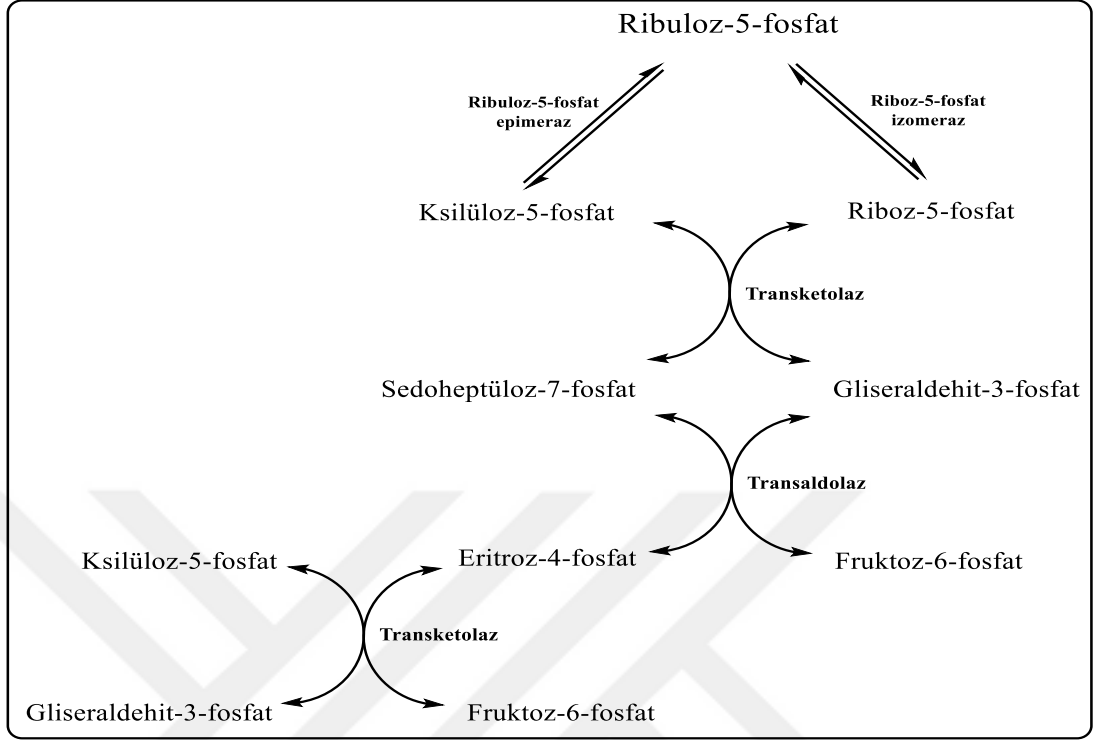 Ribuloz-5-fosfat
Ribuloz-5-fosfat
epimeraz
Riboz-5-fosfat
izomeraz
Ksilüloz-5-fosfat
Riboz-5-fosfat
Transketolaz
Sedoheptüloz-7-fosfat
Gliseraldehit-3-fosfat
Transaldolaz
Ksilüloz-5-fosfat
Eritroz-4-fosfat
Fruktoz-6-fosfat
Transketolaz
Gliseraldehit-3-fosfat
Fruktoz-6-fosfat